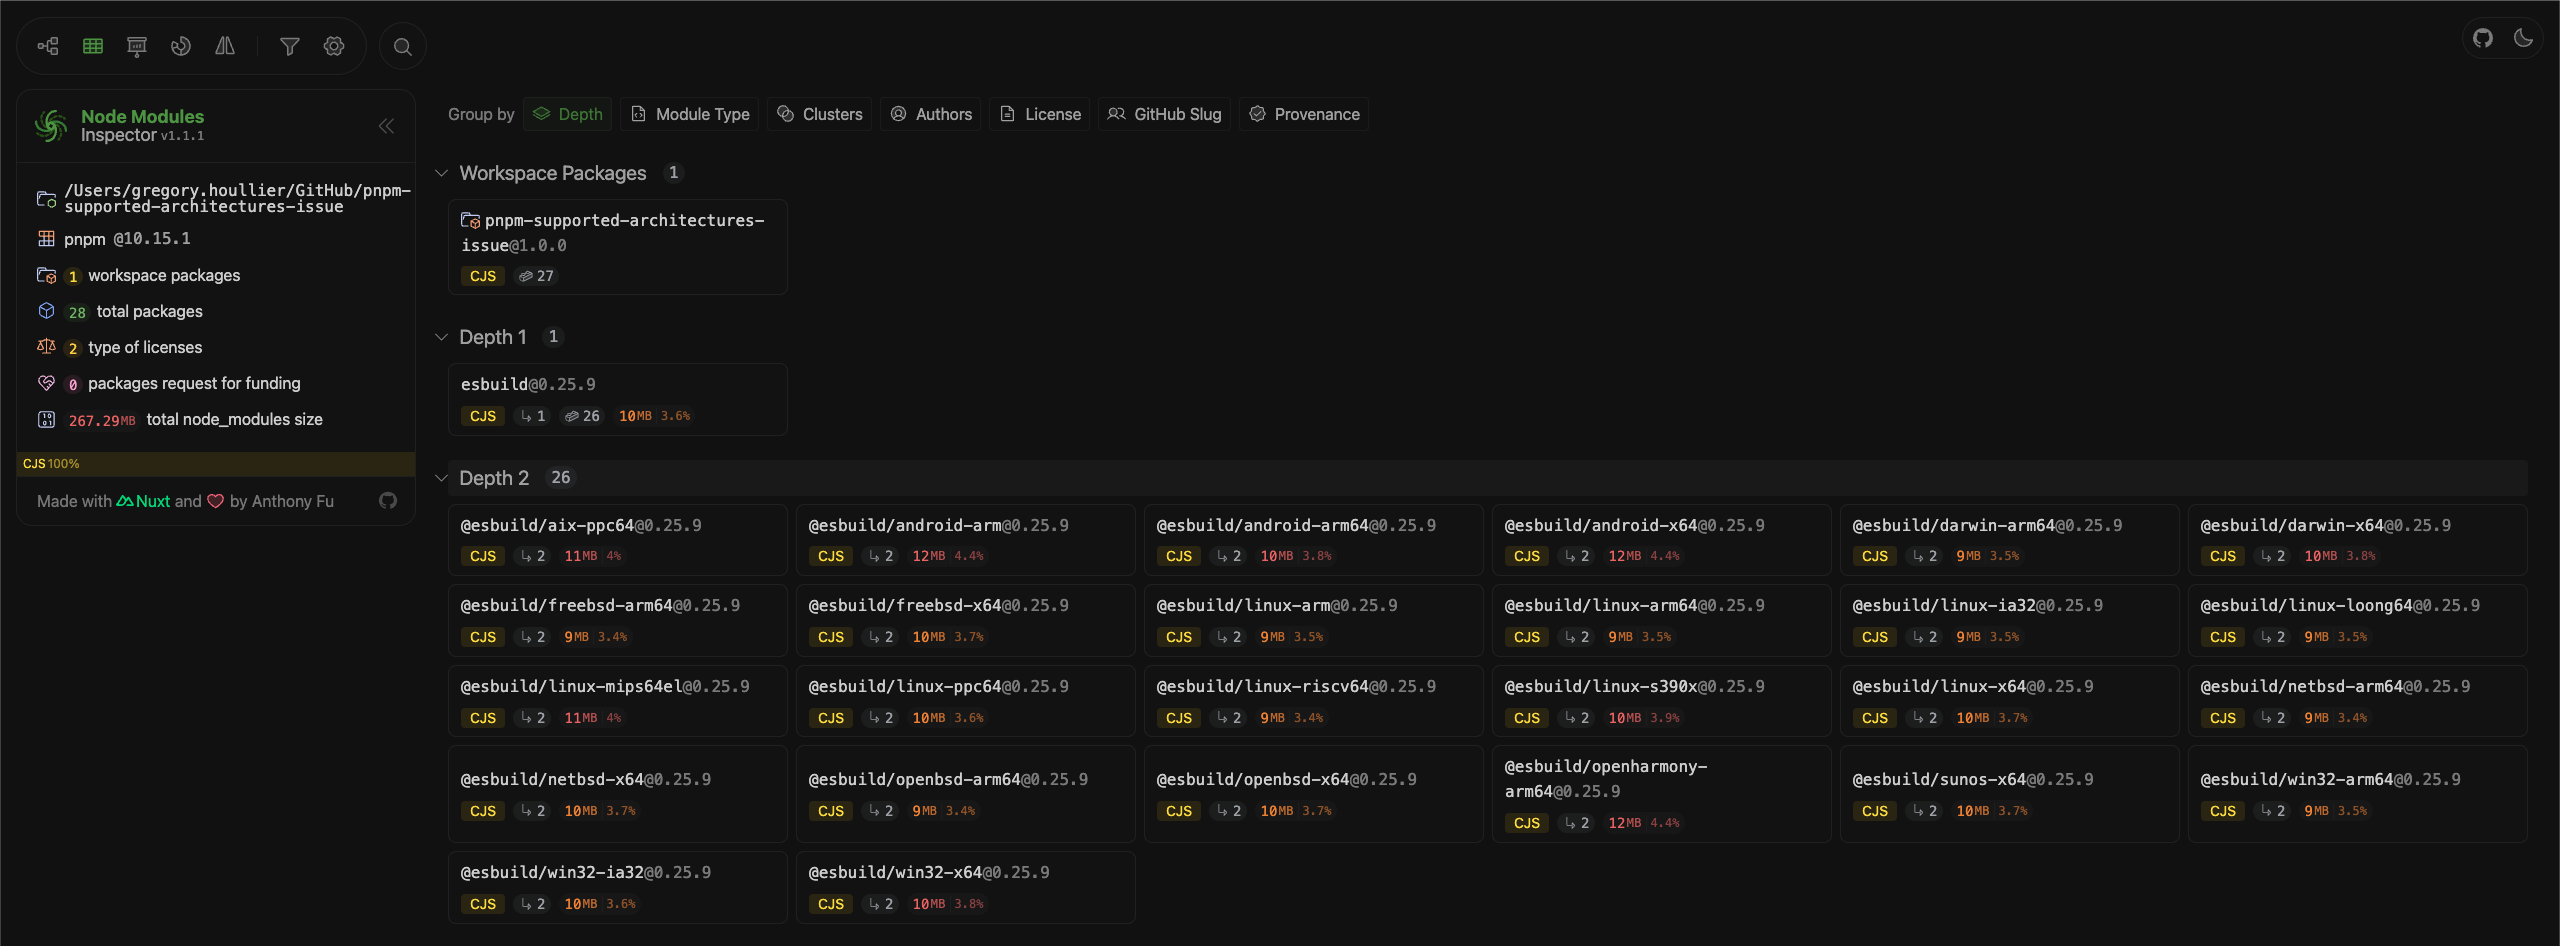 Node Modules
Inspector v1.1.1
/Users/gregory.houllier/GitHub/pnpm-
supported-architectures-issue
pnpm @10.15.1
1 workspace packages
28 total packages
2 type of licenses
0 packages request for funding
267.29MB total node_modules size
CJS 100%
Made with Nuxt and by Anthony Fu
Group by Depth Module Type Clusters Authors License GitHub Slug Provenance
Workspace Packages 1
pnpm-supported-architectures-
issue@1.0.0
CJS 27
Depth 1 1
esbuild@0.25.9
CJS 1 26 10MB 3.6%
Depth 2 26
@esbuild/aix-ppc64@0.25.9
CJS 2 11MB 4%
@esbuild/android-arm@0.25.9
CJS 2 12MB 4.4%
@esbuild/android-arm64@0.25.9
CJS 2 10MB 3.8%
@esbuild/android-x64@0.25.9
CJS 2 12MB 4.4%
@esbuild/darwin-arm64@0.25.9
CJS 2 9MB 3.5%
@esbuild/darwin-x64@0.25.9
CJS 2 10MB 3.8%
@esbuild/freebsd-arm64@0.25.9
CJS 2 9MB 3.4%
@esbuild/freebsd-x64@0.25.9
CJS 2 10MB 3.7%
@esbuild/linux-arm@0.25.9
CJS 2 9MB 3.5%
@esbuild/linux-arm64@0.25.9
CJS 2 9MB 3.5%
@esbuild/linux-ia32@0.25.9
CJS 2 9MB 3.5%
@esbuild/linux-loong64@0.25.9
CJS 2 9MB 3.5%
@esbuild/linux-mips64el@0.25.9
CJS 2 11MB 4%
@esbuild/linux-ppc64@0.25.9
CJS 2 10MB 3.6%
@esbuild/linux-riscv64@0.25.9
CJS 2 9MB 3.4%
@esbuild/linux-s390x@0.25.9
CJS 2 10MB 3.9%
@esbuild/linux-x64@0.25.9
CJS 2 10MB 3.7%
@esbuild/netbsd-arm64@0.25.9
CJS 2 9MB 3.4%
@esbuild/netbsd-x64@0.25.9
CJS 2 10MB 3.7%
@esbuild/openbsd-arm64@0.25.9
CJS 2 9MB 3.4%
@esbuild/openbsd-x64@0.25.9
CJS 2 10MB 3.7%
@esbuild/openharmony-
arm64@0.25.9
CJS 2 12MB 4.4%
@esbuild/sunos-x64@0.25.9
CJS 2 10MB 3.7%
@esbuild/win32-arm64@0.25.9
CJS 2 9MB 3.5%
@esbuild/win32-ia32@0.25.9
CJS 2 10MB 3.6%
@esbuild/win32-x64@0.25.9
CJS 2 10MB 3.8%